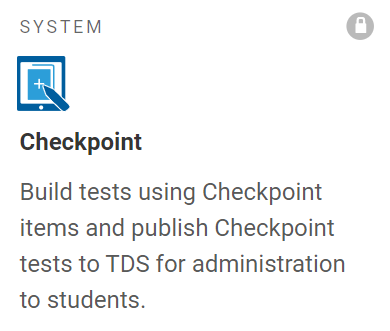 SYSTEM
Checkpoint
Build tests using Checkpoint
items and publish Checkpoint
tests to TDS for administration
to students.